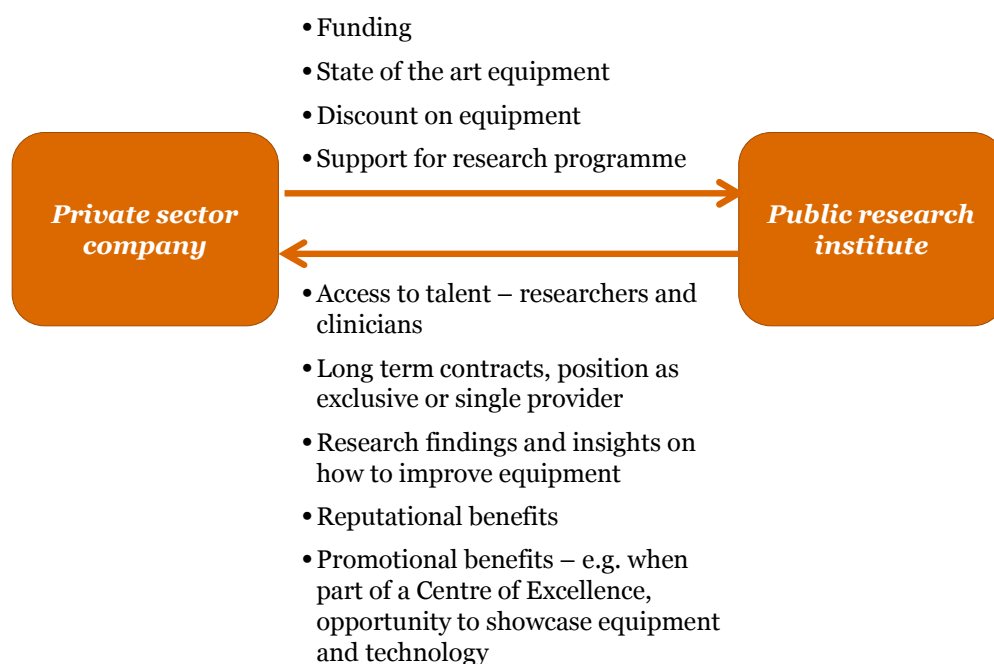 • Funding
• State of the art equipment
• Discount on equipment
• Support for research programme
Private sector
company
Public research
institute
• Access to talent – researchers and
clinicians
• Long term contracts, position as
exclusive or single provider
• Research findings and insights on
how to improve equipment
• Reputational benefits
• Promotional benefits – e.g. when
part of a Centre of Excellence,
opportunity to showcase equipment
and technology